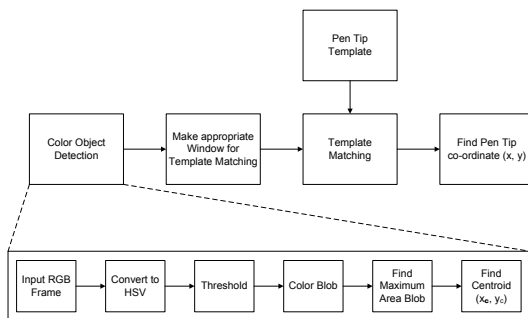 Pen Tip
Template
Color Object
Detection
Make appropriate
Window for
Template Matching
Template
Matching
Find Pen Tip
co-ordinate (x, y)
Input RGB
Frame
Convert to
HSV
Threshold
Color Blob
Find
Maximum
Area Blob
Find
Centroid
(xc, yc)